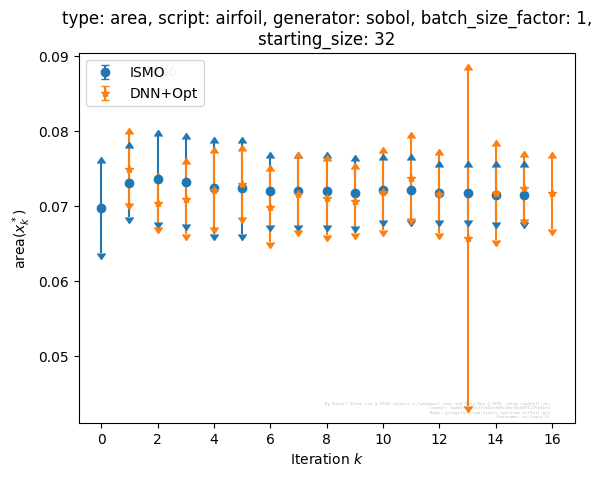 type: area, script: airfoil, generator: sobol, batch_size_factor: 1,
starting_size: 32
ISMO
DNN+Opt
0.09
0.08
0.07
0.06
0.05
area(x_k^*)
0 2 4 6 8 10 12 14 16
Iteration k